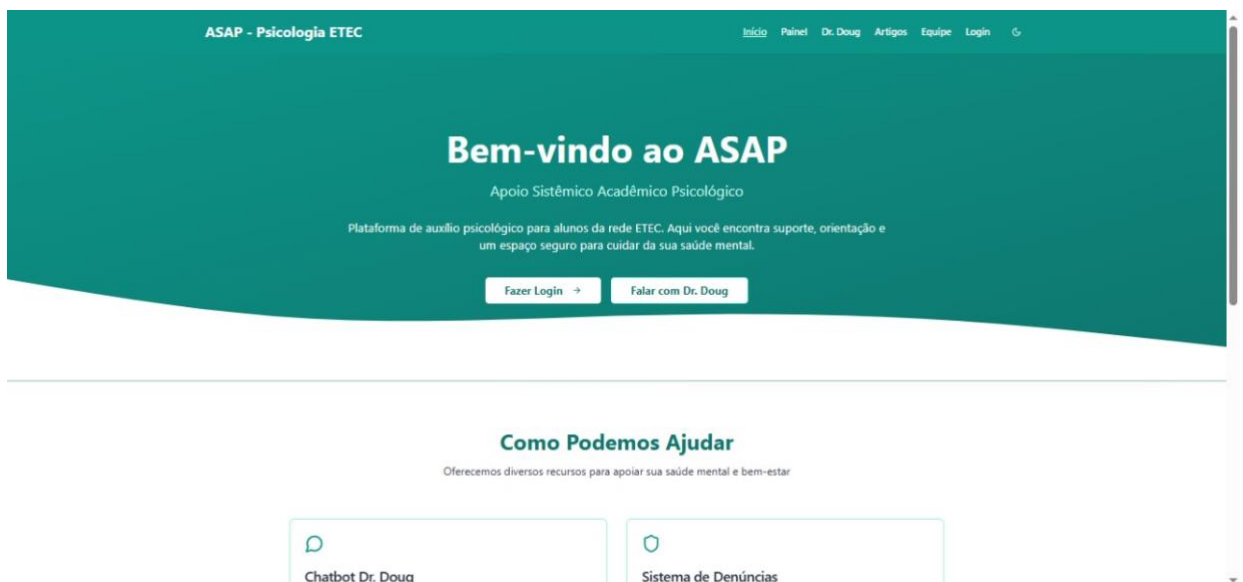 ASAP - Psicologia ETEC
Início Painel Dr. Doug Artigos Equipe Login
Bem-vindo ao ASAP
Apoio Sistêmico Acadêmico Psicológico
Plataforma de auxílio psicológico para alunos da rede ETEC. Aqui você encontra suporte, orientação e
um espaço seguro para cuidar da sua saúde mental.
Fazer Login → Falar com Dr. Doug
Como Podemos Ajudar
Oferecemos diversos recursos para apoiar sua saúde mental e bem-estar
Chatbot Dr. Doug Sistema de Denúncias